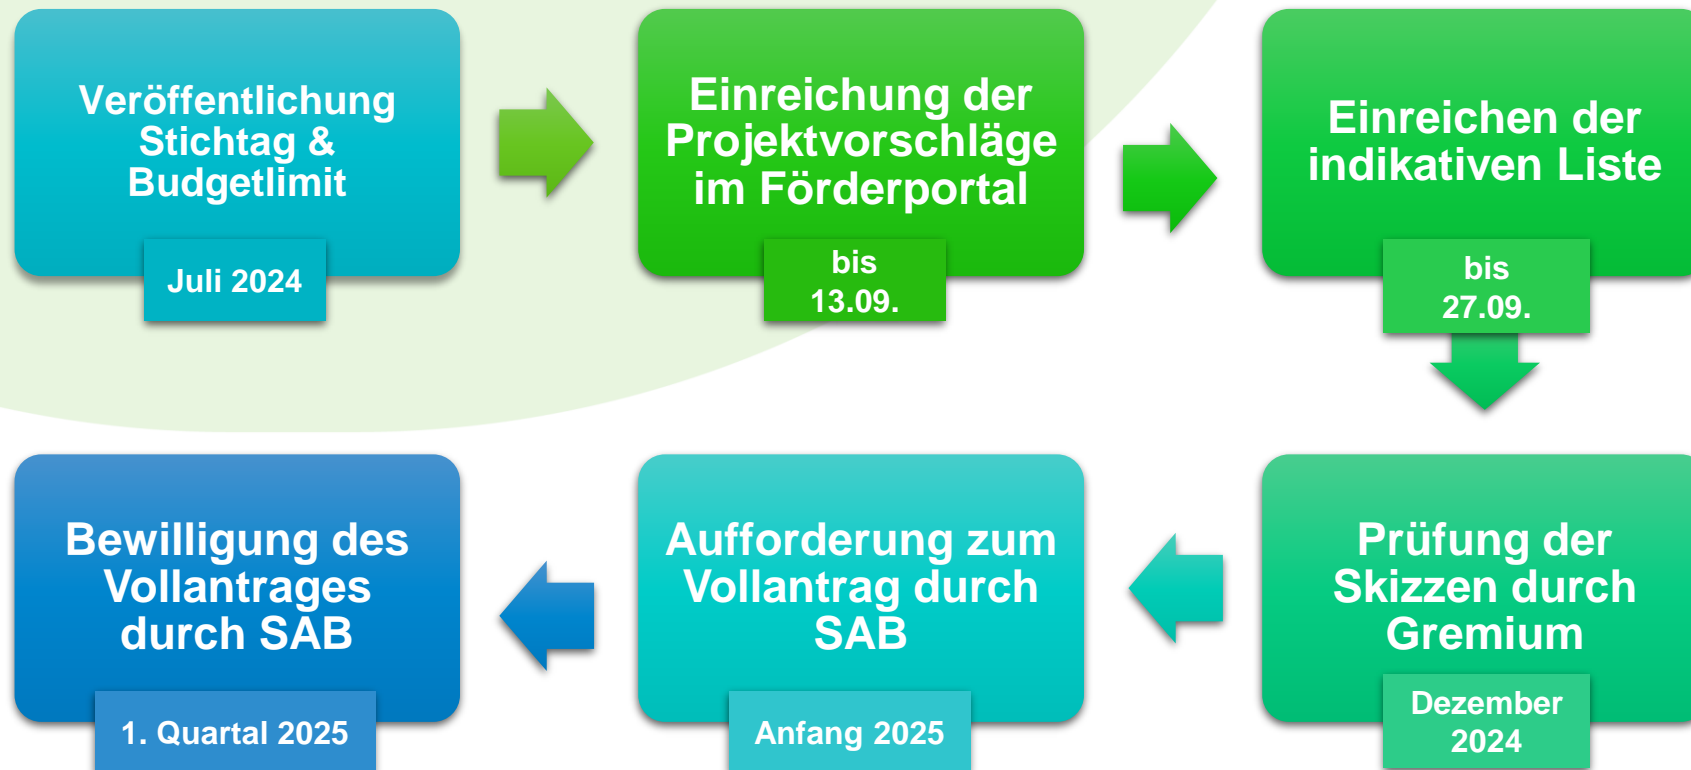 Veröffentlichung
Stichtag &
Budgetlimit
Juli 2024
Einreichung der
Projektvorschläge
im Förderportal
bis
13.09.
Einreichen der
indikativen Liste
bis
27.09.
Prüfung der
Skizzen durch
Gremium
Dezember
2024
Aufforderung zum
Vollantrag durch
SAB
Anfang 2025
Bewilligung des
Vollantrages
durch SAB
1. Quartal 2025